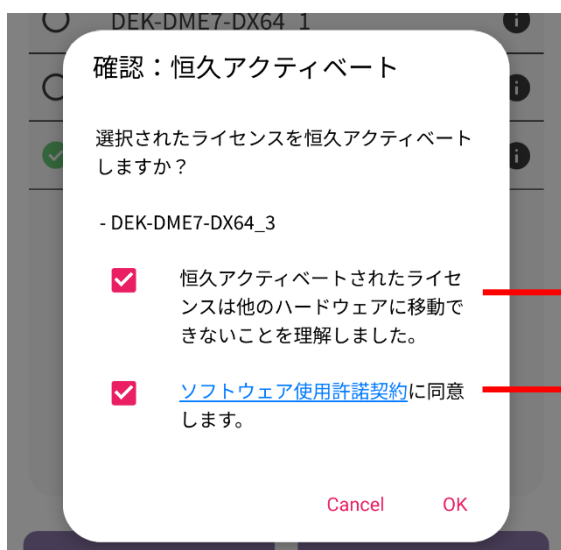 DEK-DME7-DX64_1
確認：恒久アクティベート
選択されたライセンスを恒久アクティベート
しますか？
- DEK-DME7-DX64_3
恒久アクティベートされたライセ
ンスは他のハードウェアに移動で
きないことを理解しました。
ソフトウェア使用許諾契約に同意
します。
Cancel OK